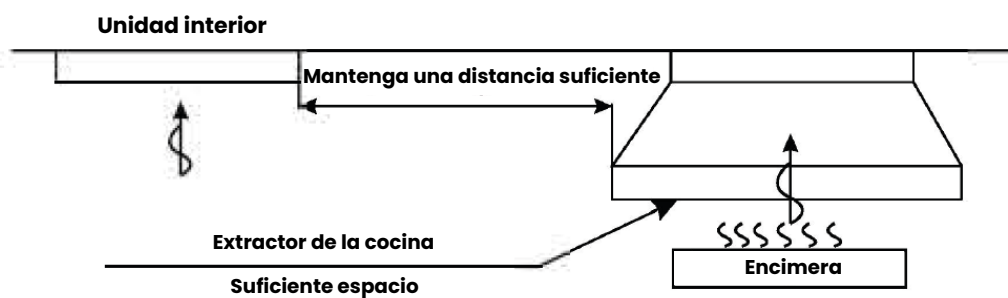 Unidad interior
Mantenga una distancia suficiente
Extractor de la cocina
Suficiente espacio
Encimera